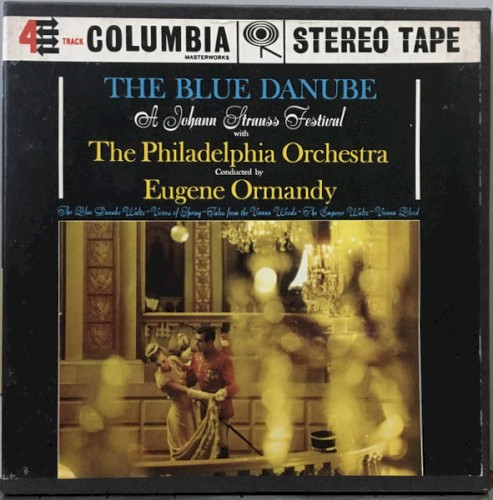 4 TRACK COLUMBIA STEREO TAPE
MASTERWORKS
THE BLUE DANUBE
A Johann Strauss Festival
with
The Philadelphia Orchestra
Conducted by
Eugene Ormandy
The Blue Danube Waltz-Voices of Spring-Tales from the Vienna Woods-The Emperor Waltz-Vienna Blood